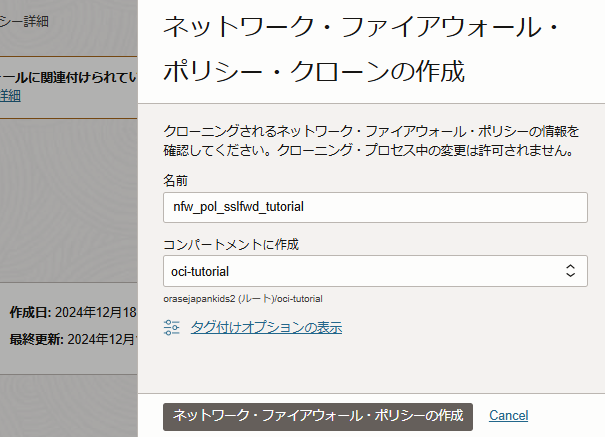 シー詳細
ネットワーク・ファイアウォール・
ポリシー・クローンの作成
ールに関連付けられてい
詳細
クローニングされるネットワーク・ファイアウォール・ポリシーの情報を
確認してください。クローニング・プロセス中の変更は許可されません。
名前
nfw_pol_sslfwd_tutorial
コンパートメントに作成
oci-tutorial
orasejapankids2 (ルート)/oci-tutorial
作成日: 2024年12月18
最終更新: 2024年12月
タグ付けオプションの表示
ネットワーク・ファイアウォール・ポリシーの作成
Cancel